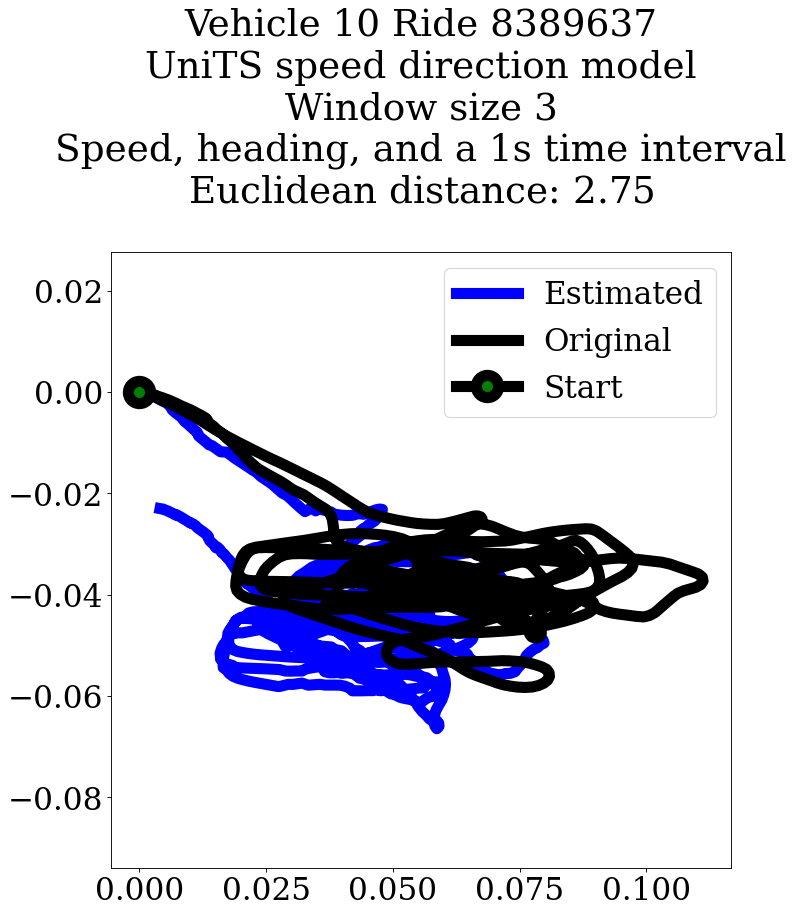 Vehicle 10 Ride 8389637
UniTS speed direction model
Window size 3
Speed, heading, and a 1s time interval
Euclidean distance: 2.75
Estimated
Original
Start
0.02
0.00
−0.02
−0.04
−0.06
−0.08
0.000 0.025 0.050 0.075 0.100